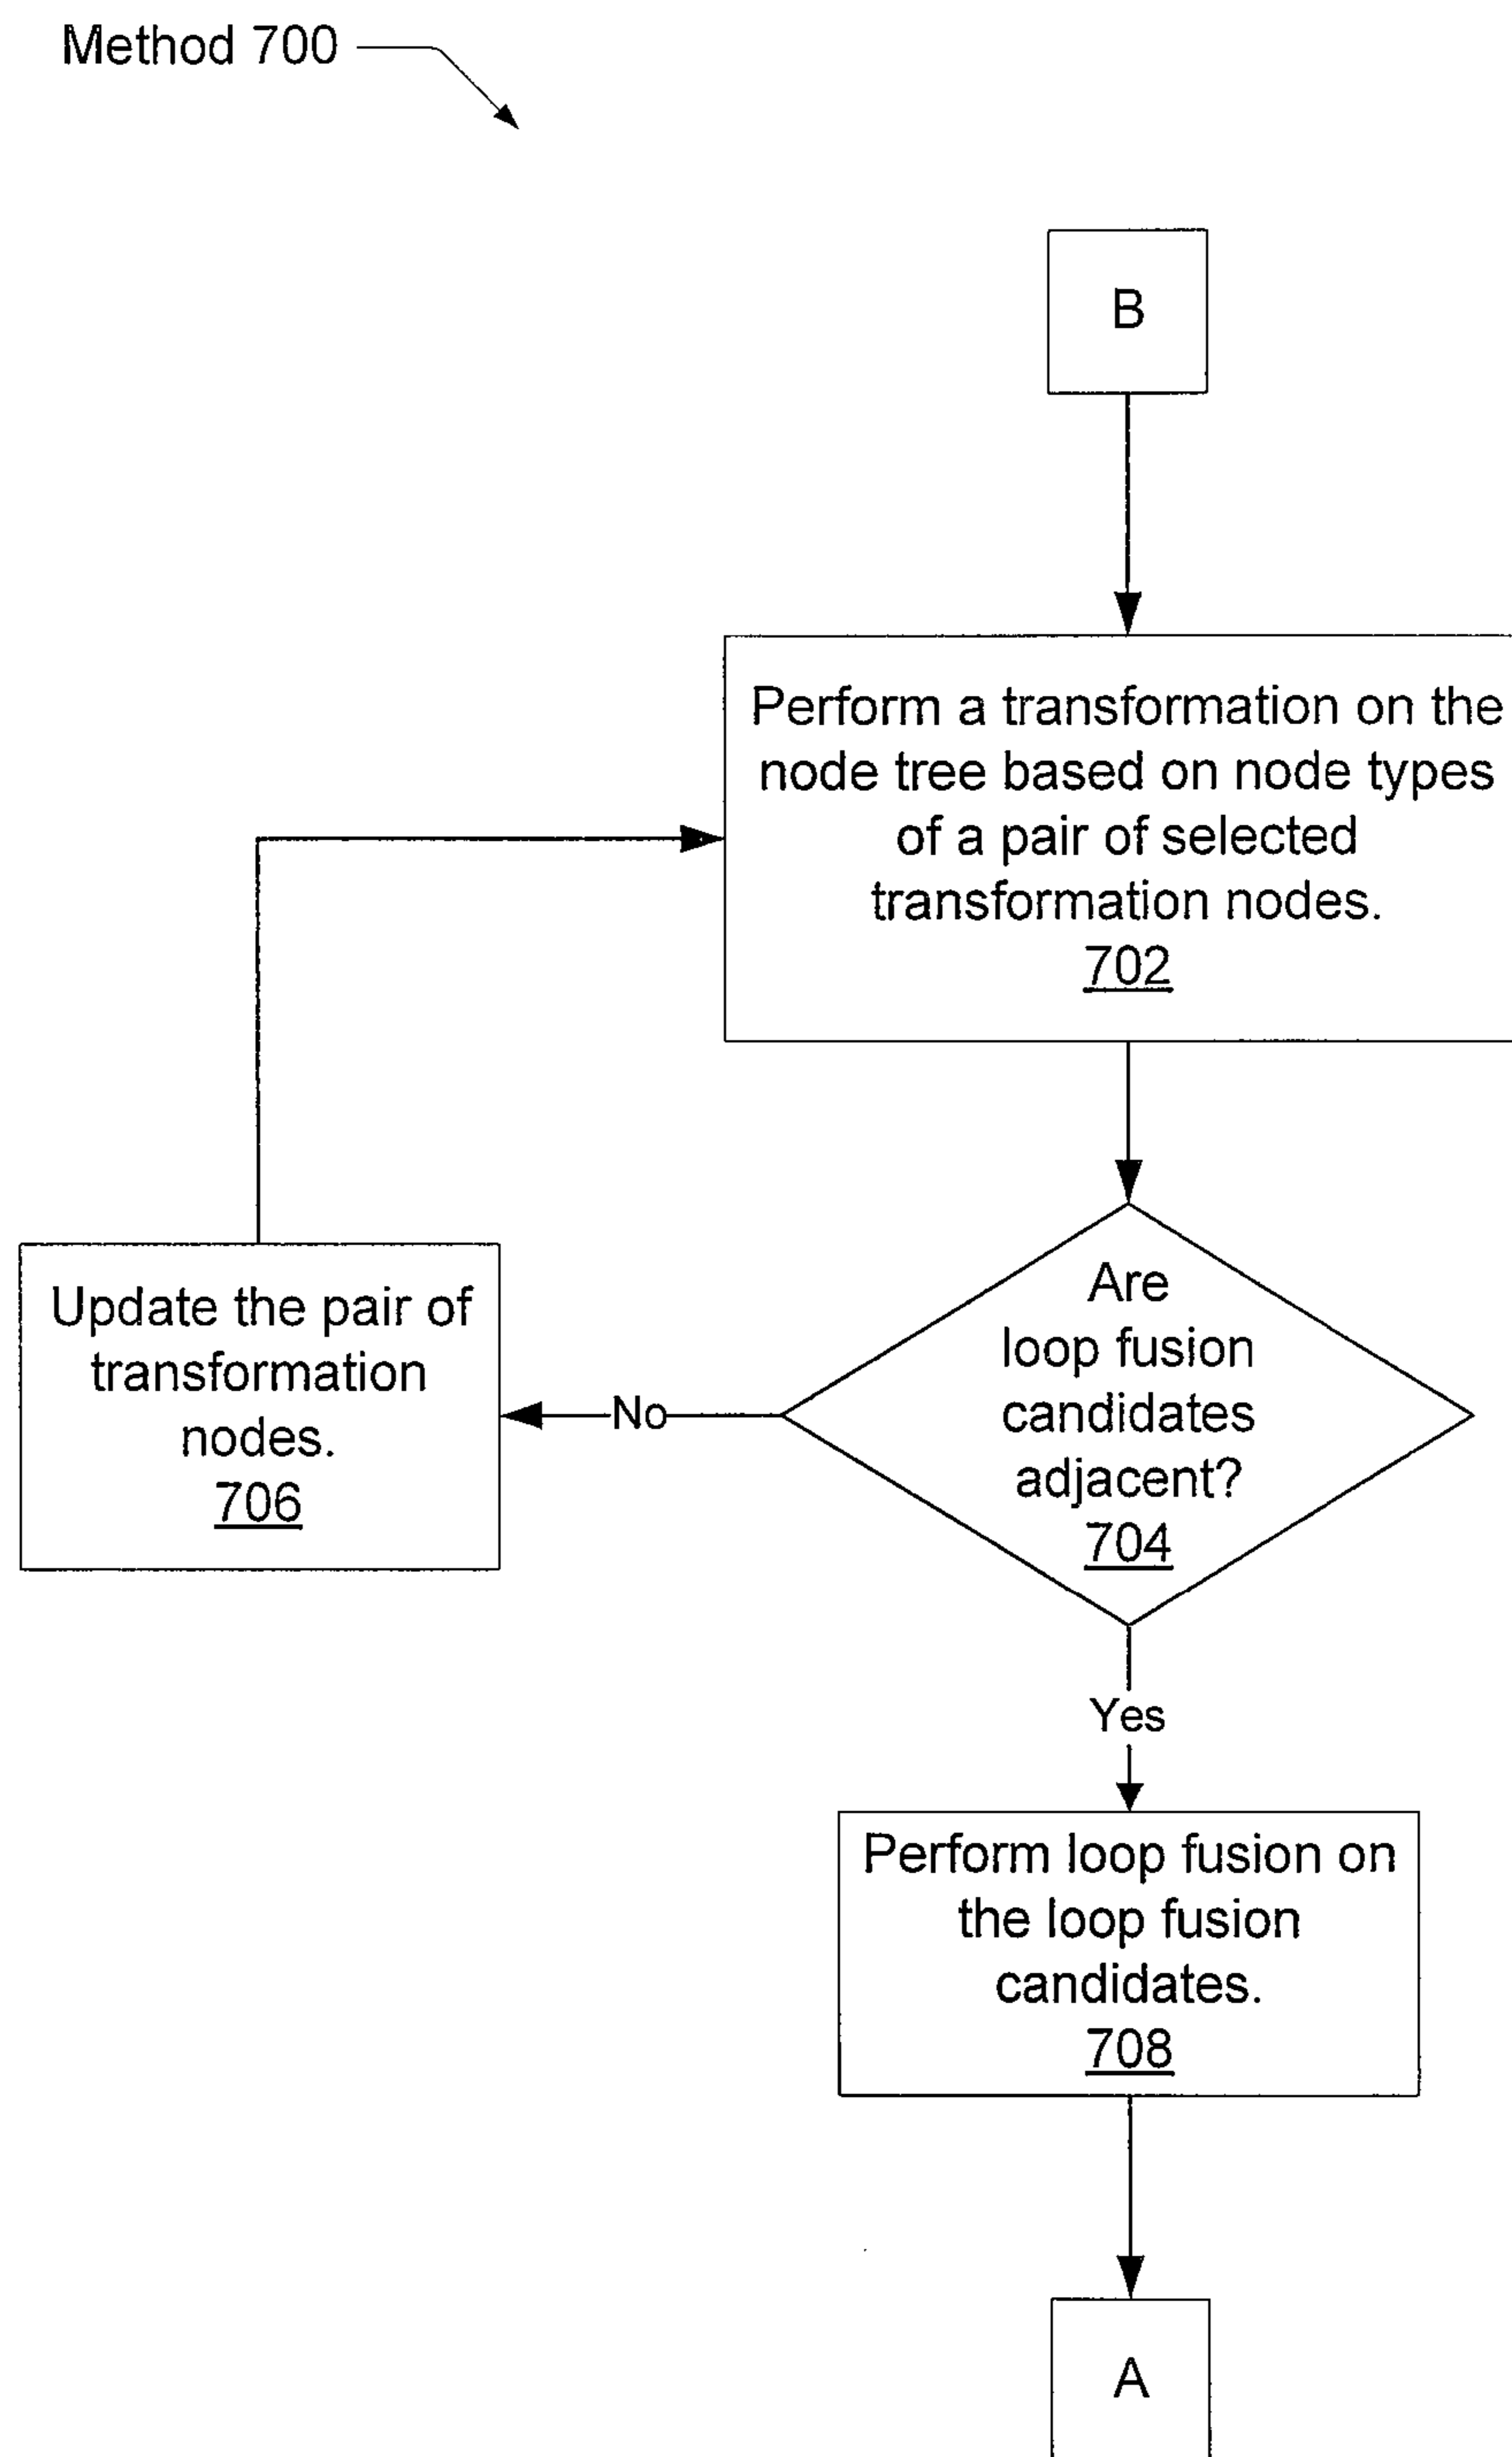 Method 700
B
Perform a transformation on the
node tree based on node types
of a pair of selected
transformation nodes.
702
Are
loop fusion
candidates
adjacent?
704
No
Update the pair of
transformation
nodes.
706
Yes
Perform loop fusion on
the loop fusion
candidates.
708
A